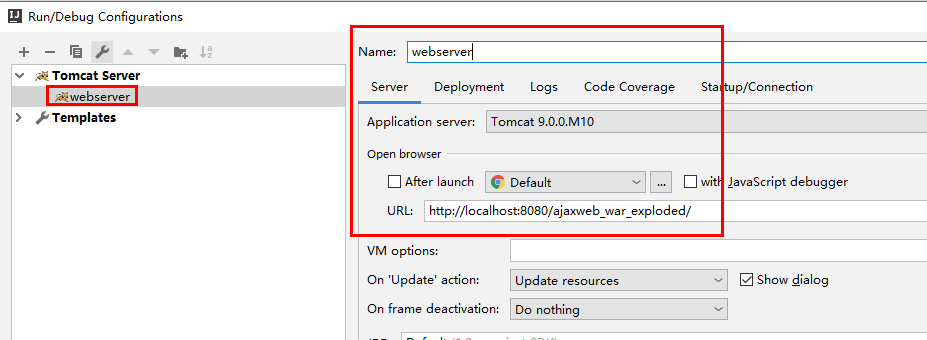 Run/Debug Configurations
Name: webserver
Tomcat Server
webserver
Templates
Server Deployment Logs Code Coverage Startup/Connection
Application server: Tomcat 9.0.0.M10
Open browser
After launch Default ... with JavaScript debugger
URL: http://localhost:8080/ajaxweb_war_exploded/
VM options:
On 'Update' action: Update resources Show dialog
On frame deactivation: Do nothing